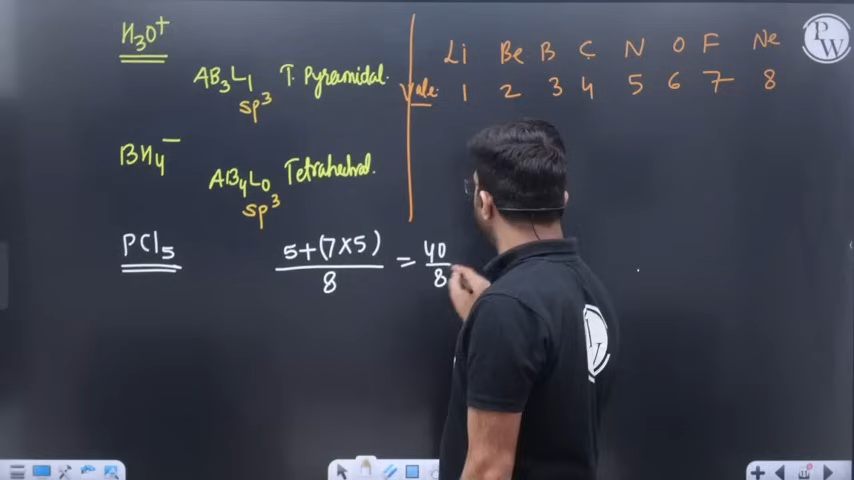 H₃O⁺
AB₃L₁ T. Pyramidal.
sp³
BH₄⁻
AB₄L₀ Tetrahedral.
sp³
PCl₅
5+(7×5)
8
= 40
8
Li Be B C N O F Ne
Vale 1 2 3 4 5 6 7 8
PW